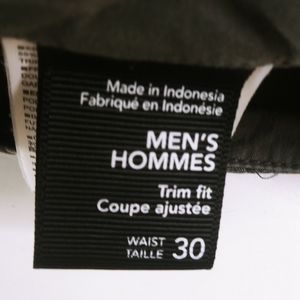 Made in Indonesia
Fabriqué en Indonésie
MEN'S
HOMMES
Trim fit
Coupe ajustée
WAIST
TAILLE 30